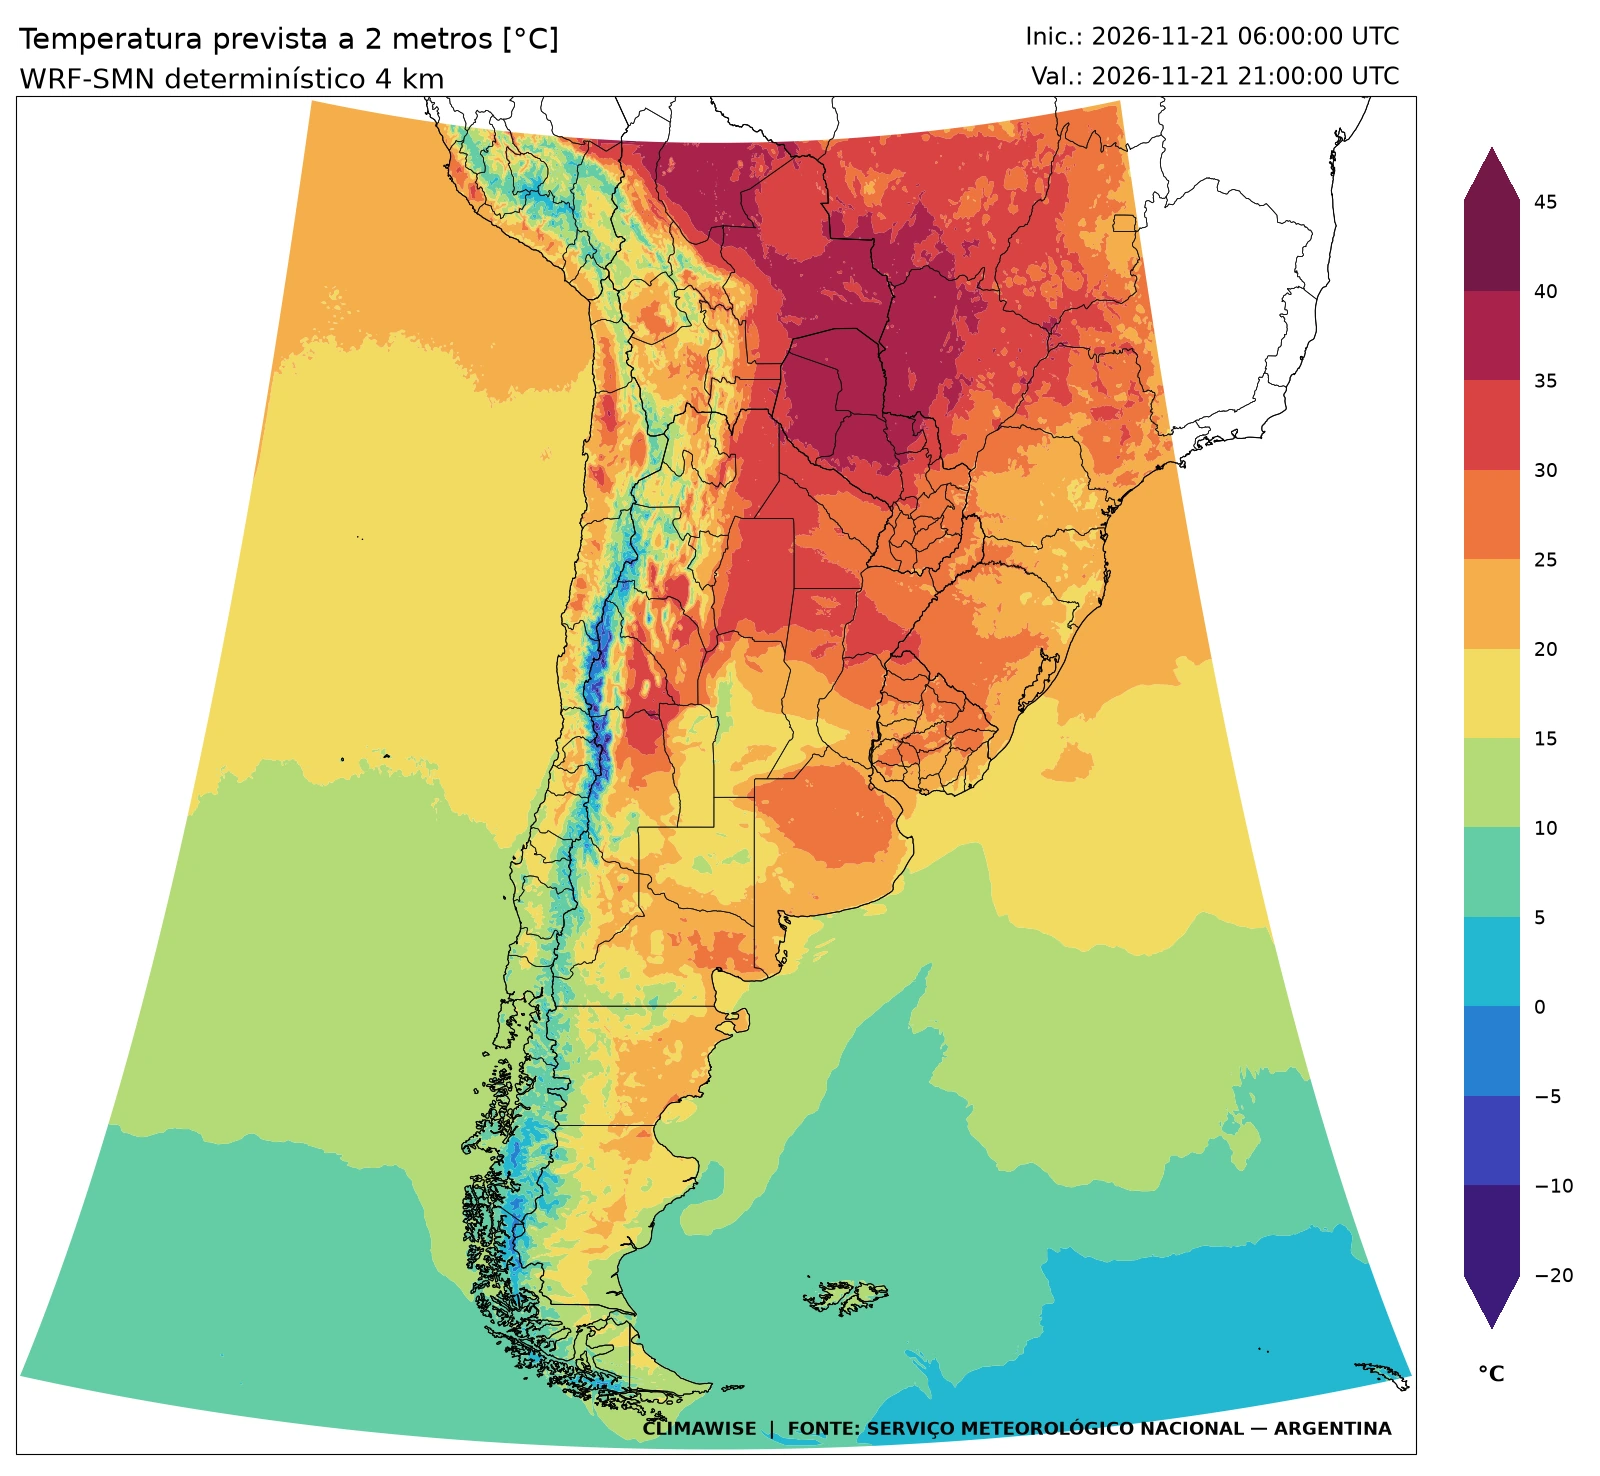 Temperatura prevista a 2 metros [°C]
WRF-SMN determinístico 4 km
Inic.: 2026-11-21 06:00:00 UTC
Val.: 2026-11-21 21:00:00 UTC
45
40
35
30
25
20
15
10
5
0
−5
−10
−20
°C
CLIMAWISE | FONTE: SERVIÇO METEOROLÓGICO NACIONAL — ARGENTINA